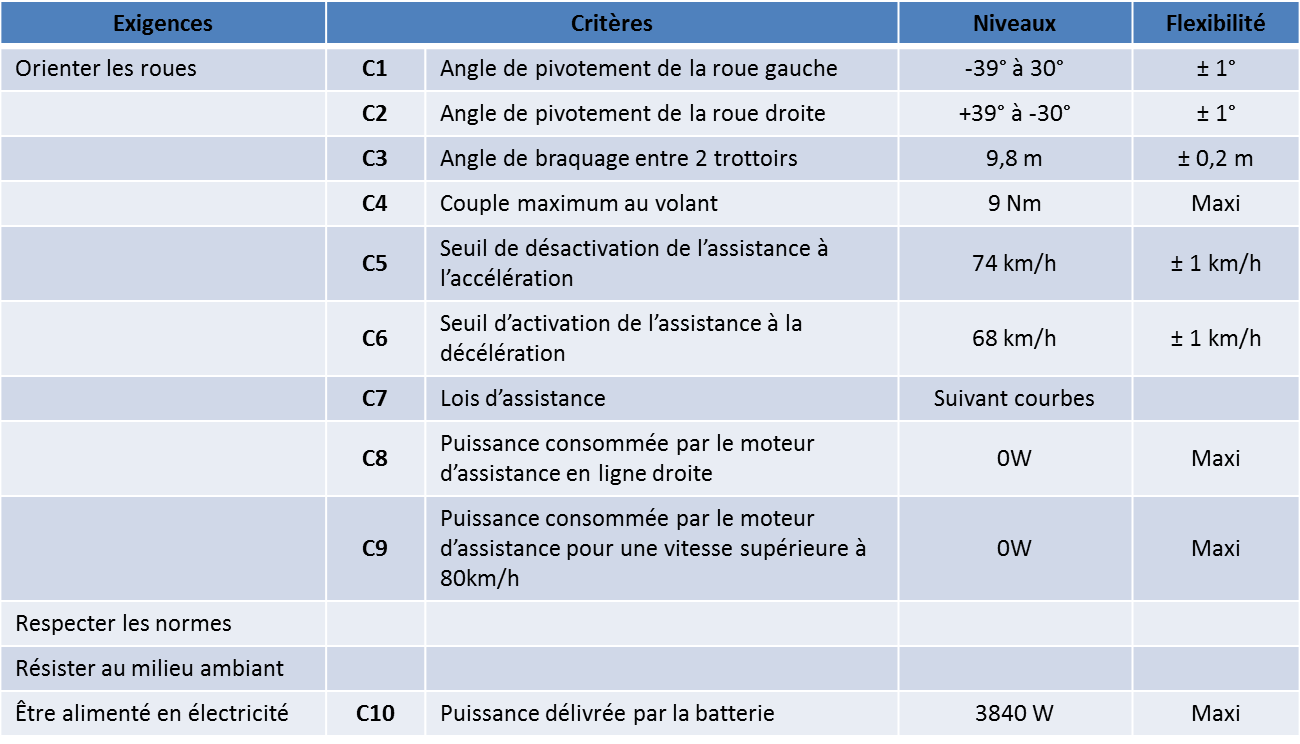 Exigences Critères Niveaux Flexibilité
Orienter les roues C1 Angle de pivotement de la roue gauche -39° à 30° ± 1°
C2 Angle de pivotement de la roue droite +39° à -30° ± 1°
C3 Angle de braquage entre 2 trottoirs 9,8 m ± 0,2 m
C4 Couple maximum au volant 9 Nm Maxi
C5 Seuil de désactivation de l’assistance à
l’accélération 74 km/h ± 1 km/h
C6 Seuil d’activation de l’assistance à la
décélération 68 km/h ± 1 km/h
C7 Lois d’assistance Suivant courbes
C8 Puissance consommée par le moteur
d’assistance en ligne droite 0W Maxi
C9 Puissance consommée par le moteur
d’assistance pour une vitesse supérieure à
80km/h 0W Maxi
Respecter les normes
Résister au milieu ambiant
Être alimenté en électricité C10 Puissance délivrée par la batterie 3840 W Maxi